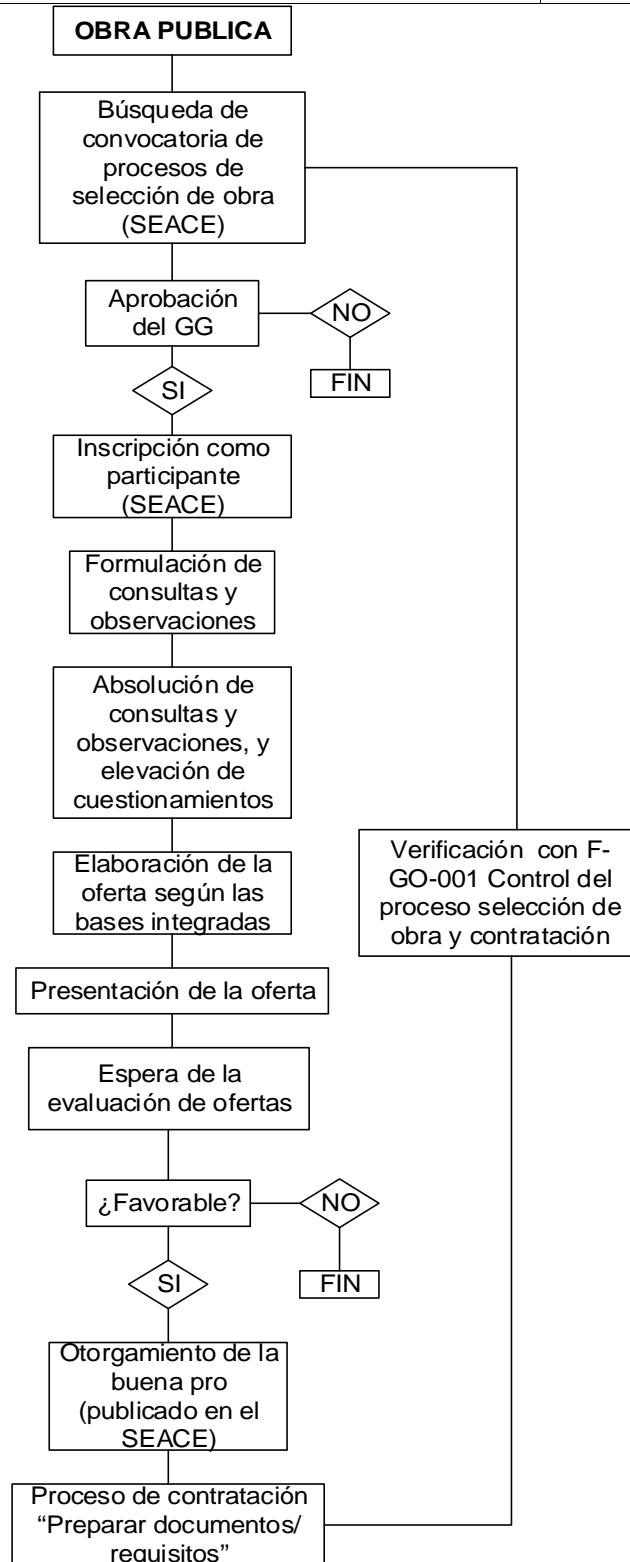 OBRA PUBLICA
Búsqueda de
convocatoria de
procesos de
selección de obra
(SEACE)
Aprobación
del GG
NO
FIN
SI
Inscripción como
participante
(SEACE)
Formulación de
consultas y
observaciones
Absolución de
consultas y
observaciones, y
elevación de
cuestionamientos
Elaboración de la
oferta según las
bases integradas
Verificación con F-
GO-001 Control del
proceso selección de
obra y contratación
Presentación de la oferta
Espera de la
evaluación de ofertas
¿Favorable?
NO
FIN
SI
Otorgamiento de la
buena pro
(publicado en el
SEACE)
Proceso de contratación
“Preparar documentos/
requisitos”